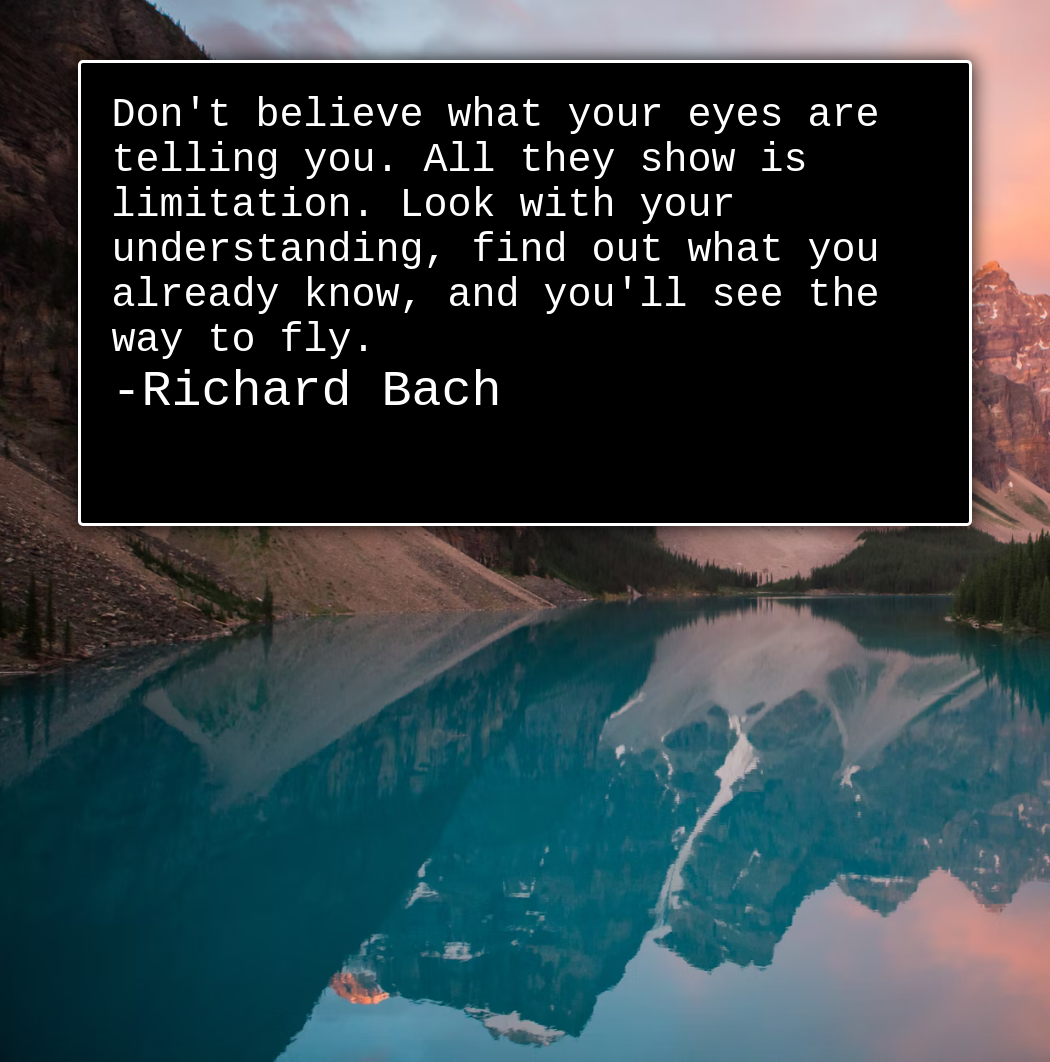 Don't believe what your eyes are
telling you. All they show is
limitation. Look with your
understanding, find out what you
already know, and you'll see the
way to fly.
-Richard Bach